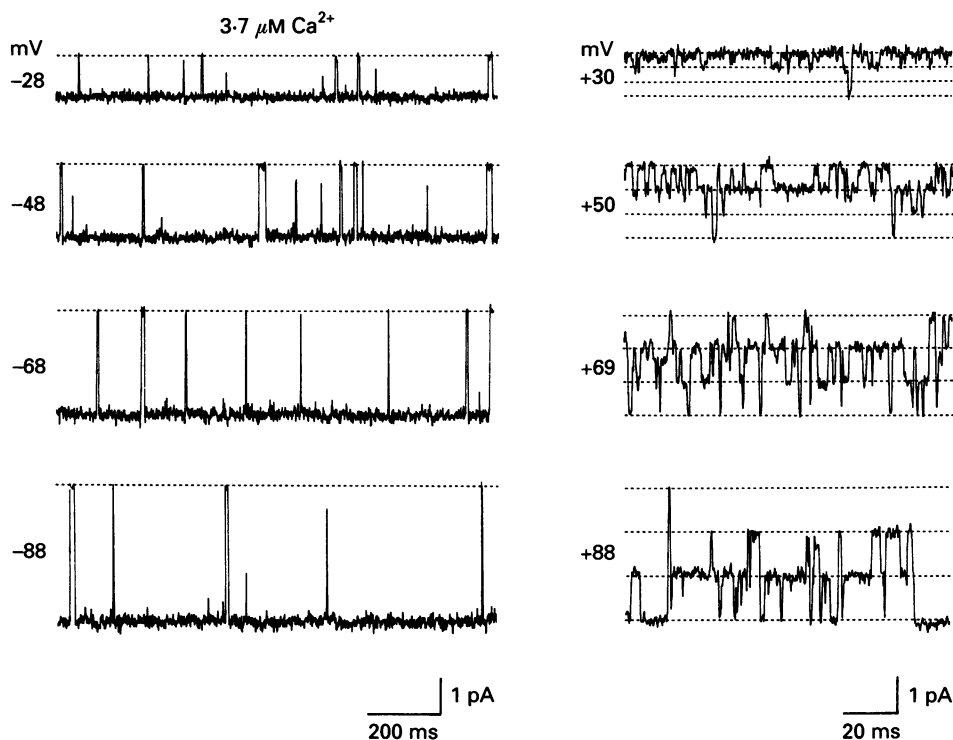 3·7 μM Ca²⁺
mV
–28
–48
–68
–88
1 pA
200 ms
mV
+30
+50
+69
+88
1 pA
20 ms